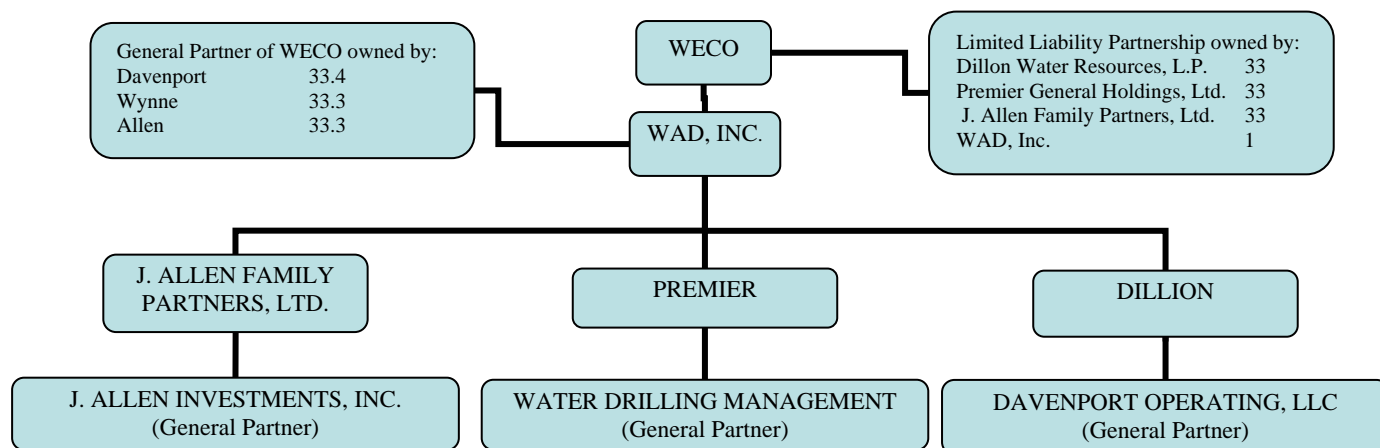 General Partner of WECO owned by:
Davenport 33.4
Wynne 33.3
Allen 33.3
WECO
Limited Liability Partnership owned by:
Dillon Water Resources, L.P. 33
Premier General Holdings, Ltd. 33
J. Allen Family Partners, Ltd. 33
WAD, Inc. 1
WAD, INC.
J. ALLEN FAMILY
PARTNERS, LTD.
PREMIER
DILLION
J. ALLEN INVESTMENTS, INC.
(General Partner)
WATER DRILLING MANAGEMENT
(General Partner)
DAVENPORT OPERATING, LLC
(General Partner)